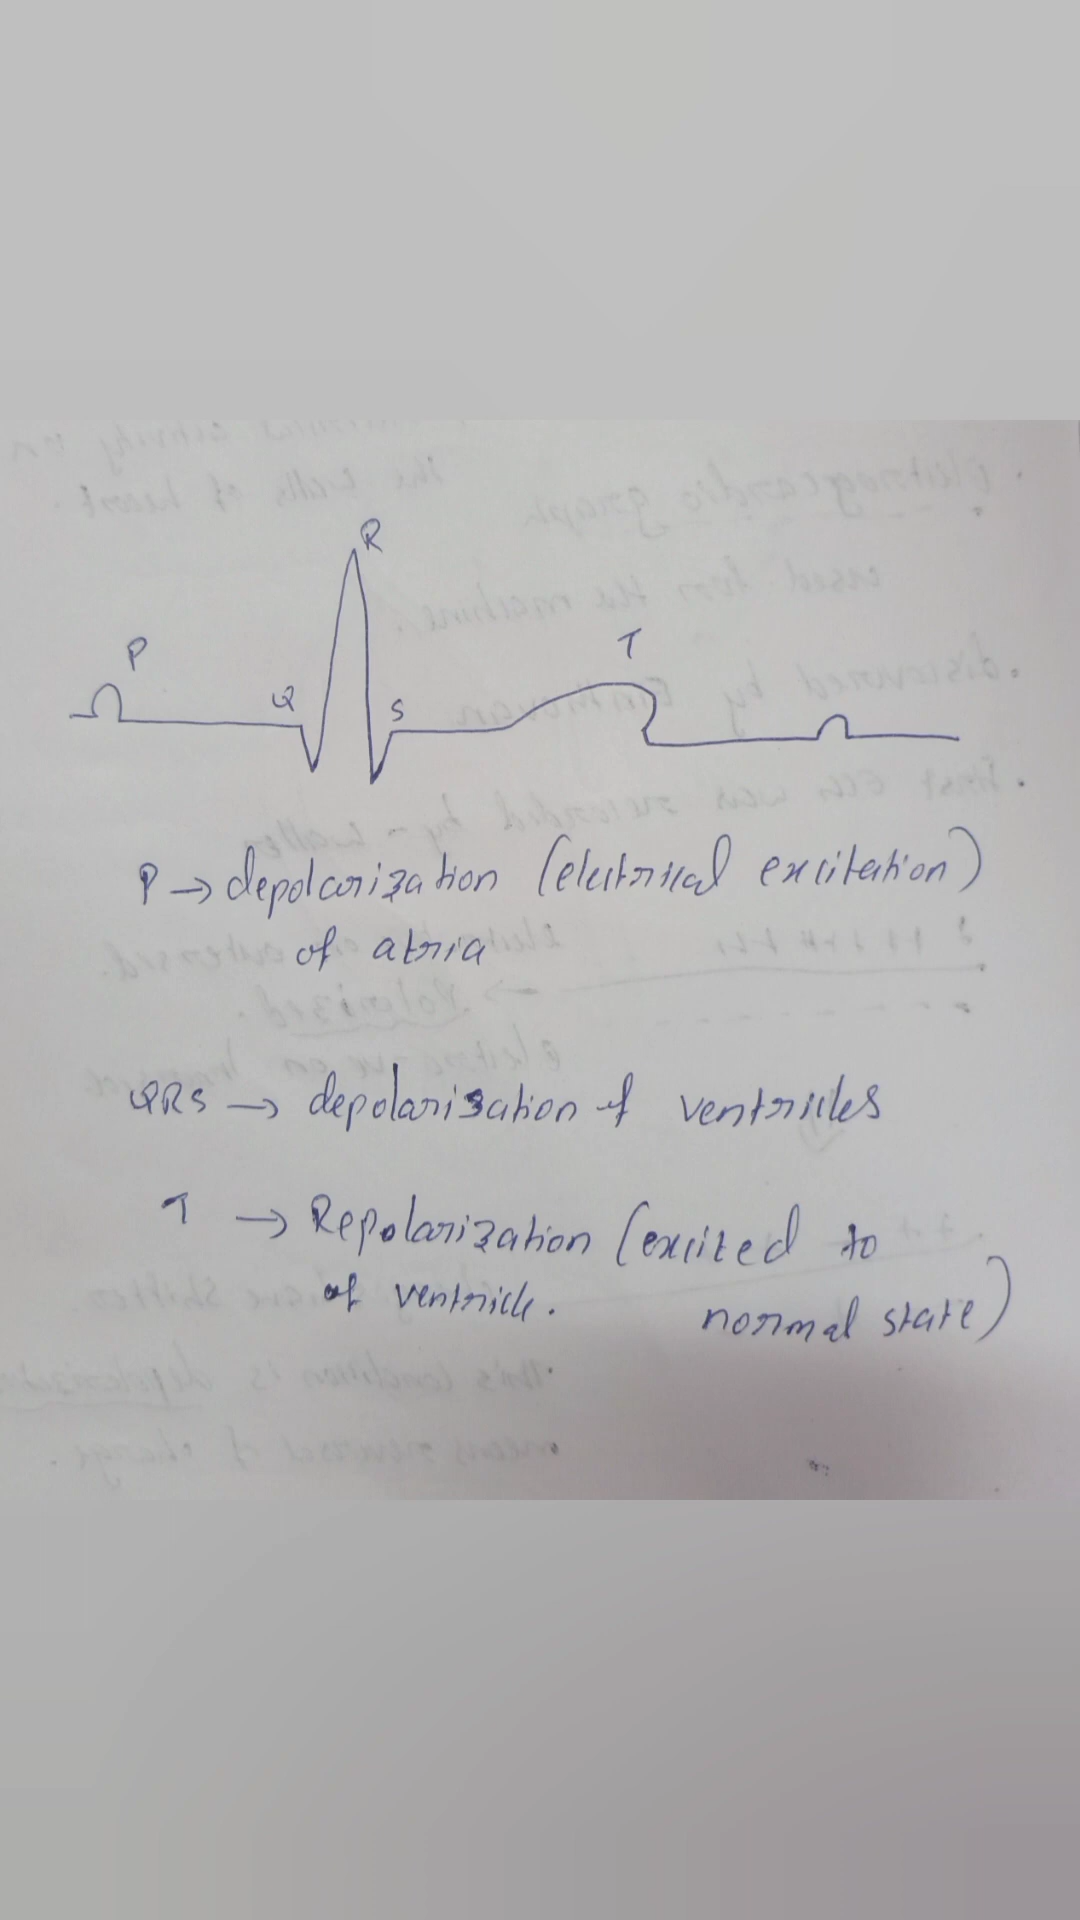 R
P
T
Q
S
P → depolarization (electrical excitation)
of atria
QRS → depolarisation of ventricles
T → Repolarization (excited to
of ventricle. normal state)